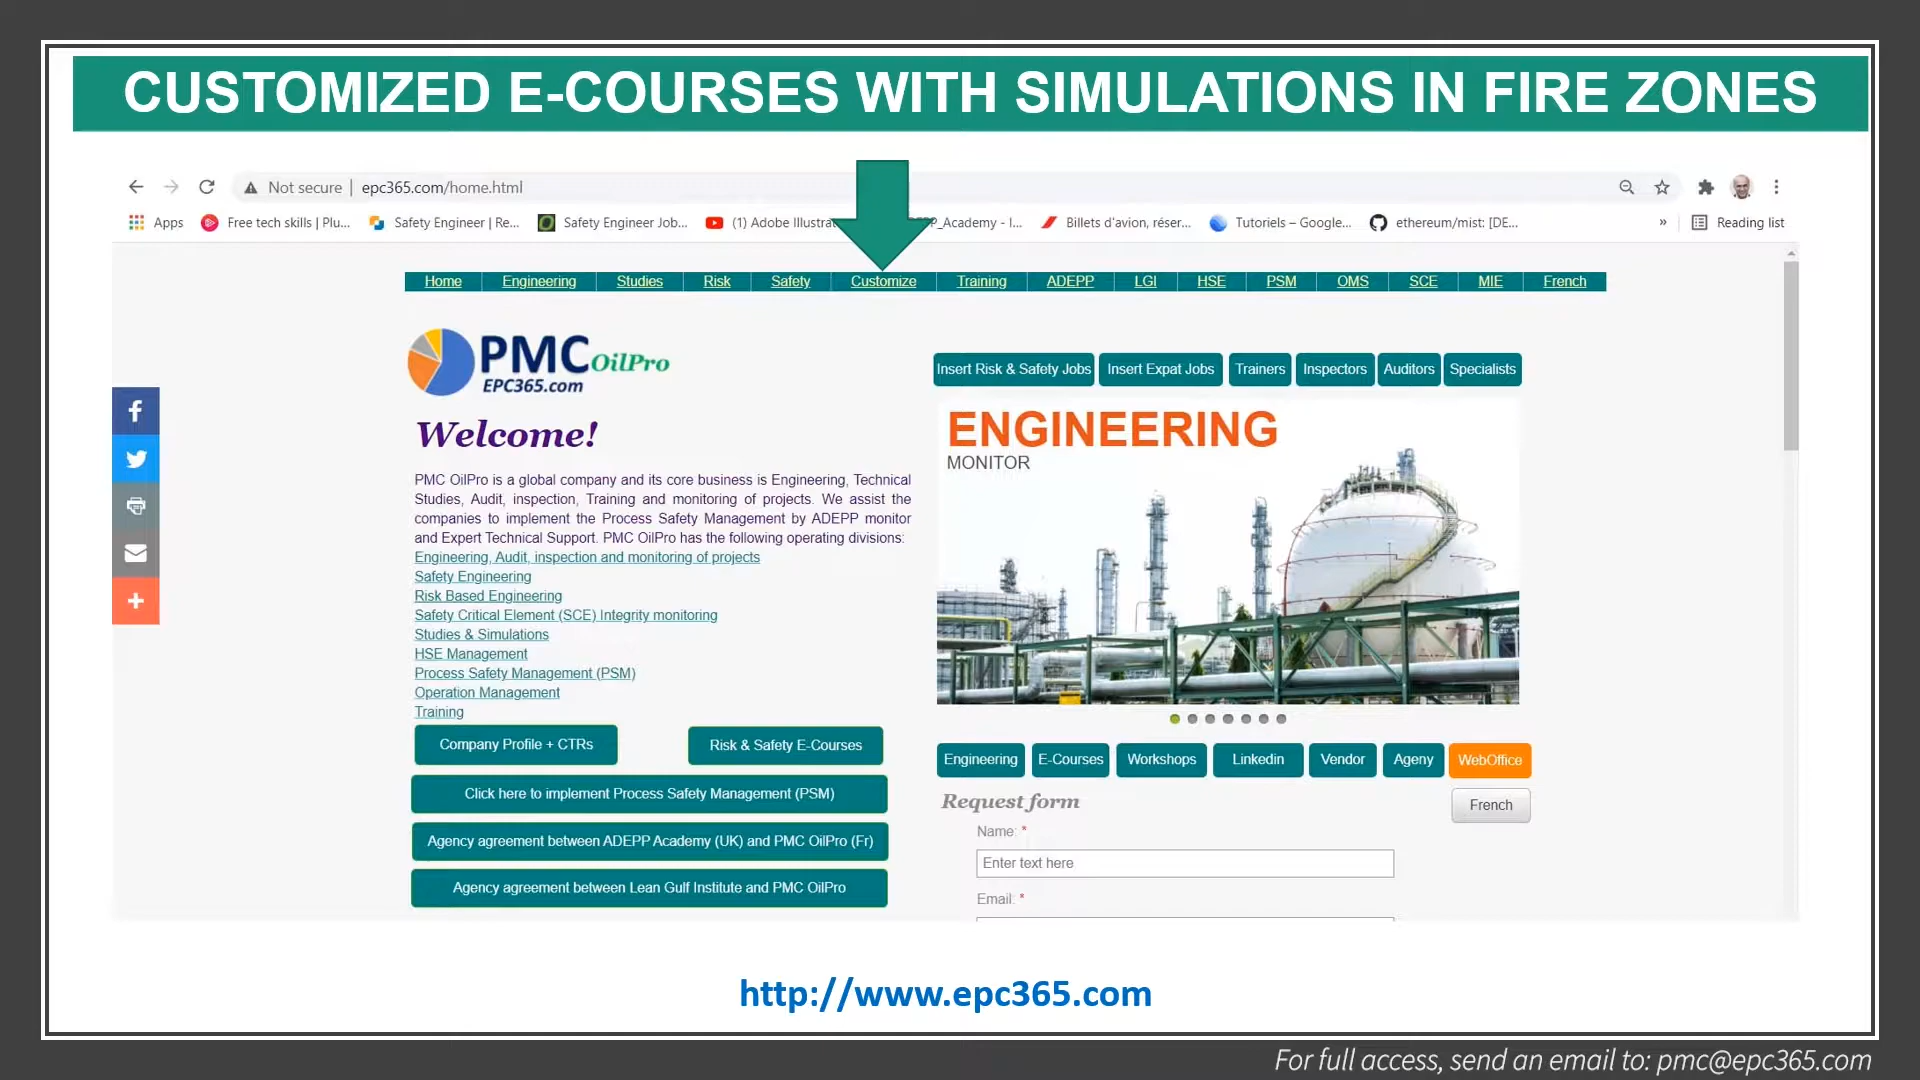 CUSTOMIZED E-COURSES WITH SIMULATIONS IN FIRE ZONES
Not secure | epc365.com/home.html
Apps Free tech skills | Plu... Safety Engineer | Re... Safety Engineer Job... (1) Adobe Illustra _Academy - I... Billets d'avion, réser... Tutoriels – Google... ethereum/mist: [DE... » Reading list
Home Engineering Studies Risk Safety Customize Training ADEPP LGI HSE PSM OMS SCE MIE French
PMC OilPro
EPC365.com
Insert Risk & Safety Jobs Insert Expat Jobs Trainers Inspectors Auditors Specialists
Welcome!
PMC OilPro is a global company and its core business is Engineering, Technical
Studies, Audit, inspection, Training and monitoring of projects. We assist the
companies to implement the Process Safety Management by ADEPP monitor
and Expert Technical Support. PMC OilPro has the following operating divisions:
Engineering, Audit, inspection and monitoring of projects
Safety Engineering
Risk Based Engineering
Safety Critical Element (SCE) Integrity monitoring
Studies & Simulations
HSE Management
Process Safety Management (PSM)
Operation Management
Training
Company Profile + CTRs Risk & Safety E-Courses
Click here to implement Process Safety Management (PSM)
Agency agreement between ADEPP Academy (UK) and PMC OilPro (Fr)
Agency agreement between Lean Gulf Institute and PMC OilPro
ENGINEERING
MONITOR
Engineering E-Courses Workshops Linkedin Vendor Ageny WebOffice
Request form
French
Name: *
Enter text here
Email: *
http://www.epc365.com
For full access, send an email to: pmc@epc365.com